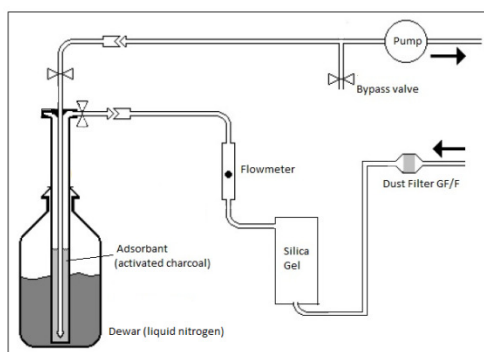 Pump
Bypass valve
Flowmeter
Dust Filter GF/F
Silica
Gel
Adsorbant
(activated charcoal)
Dewar (liquid nitrogen)